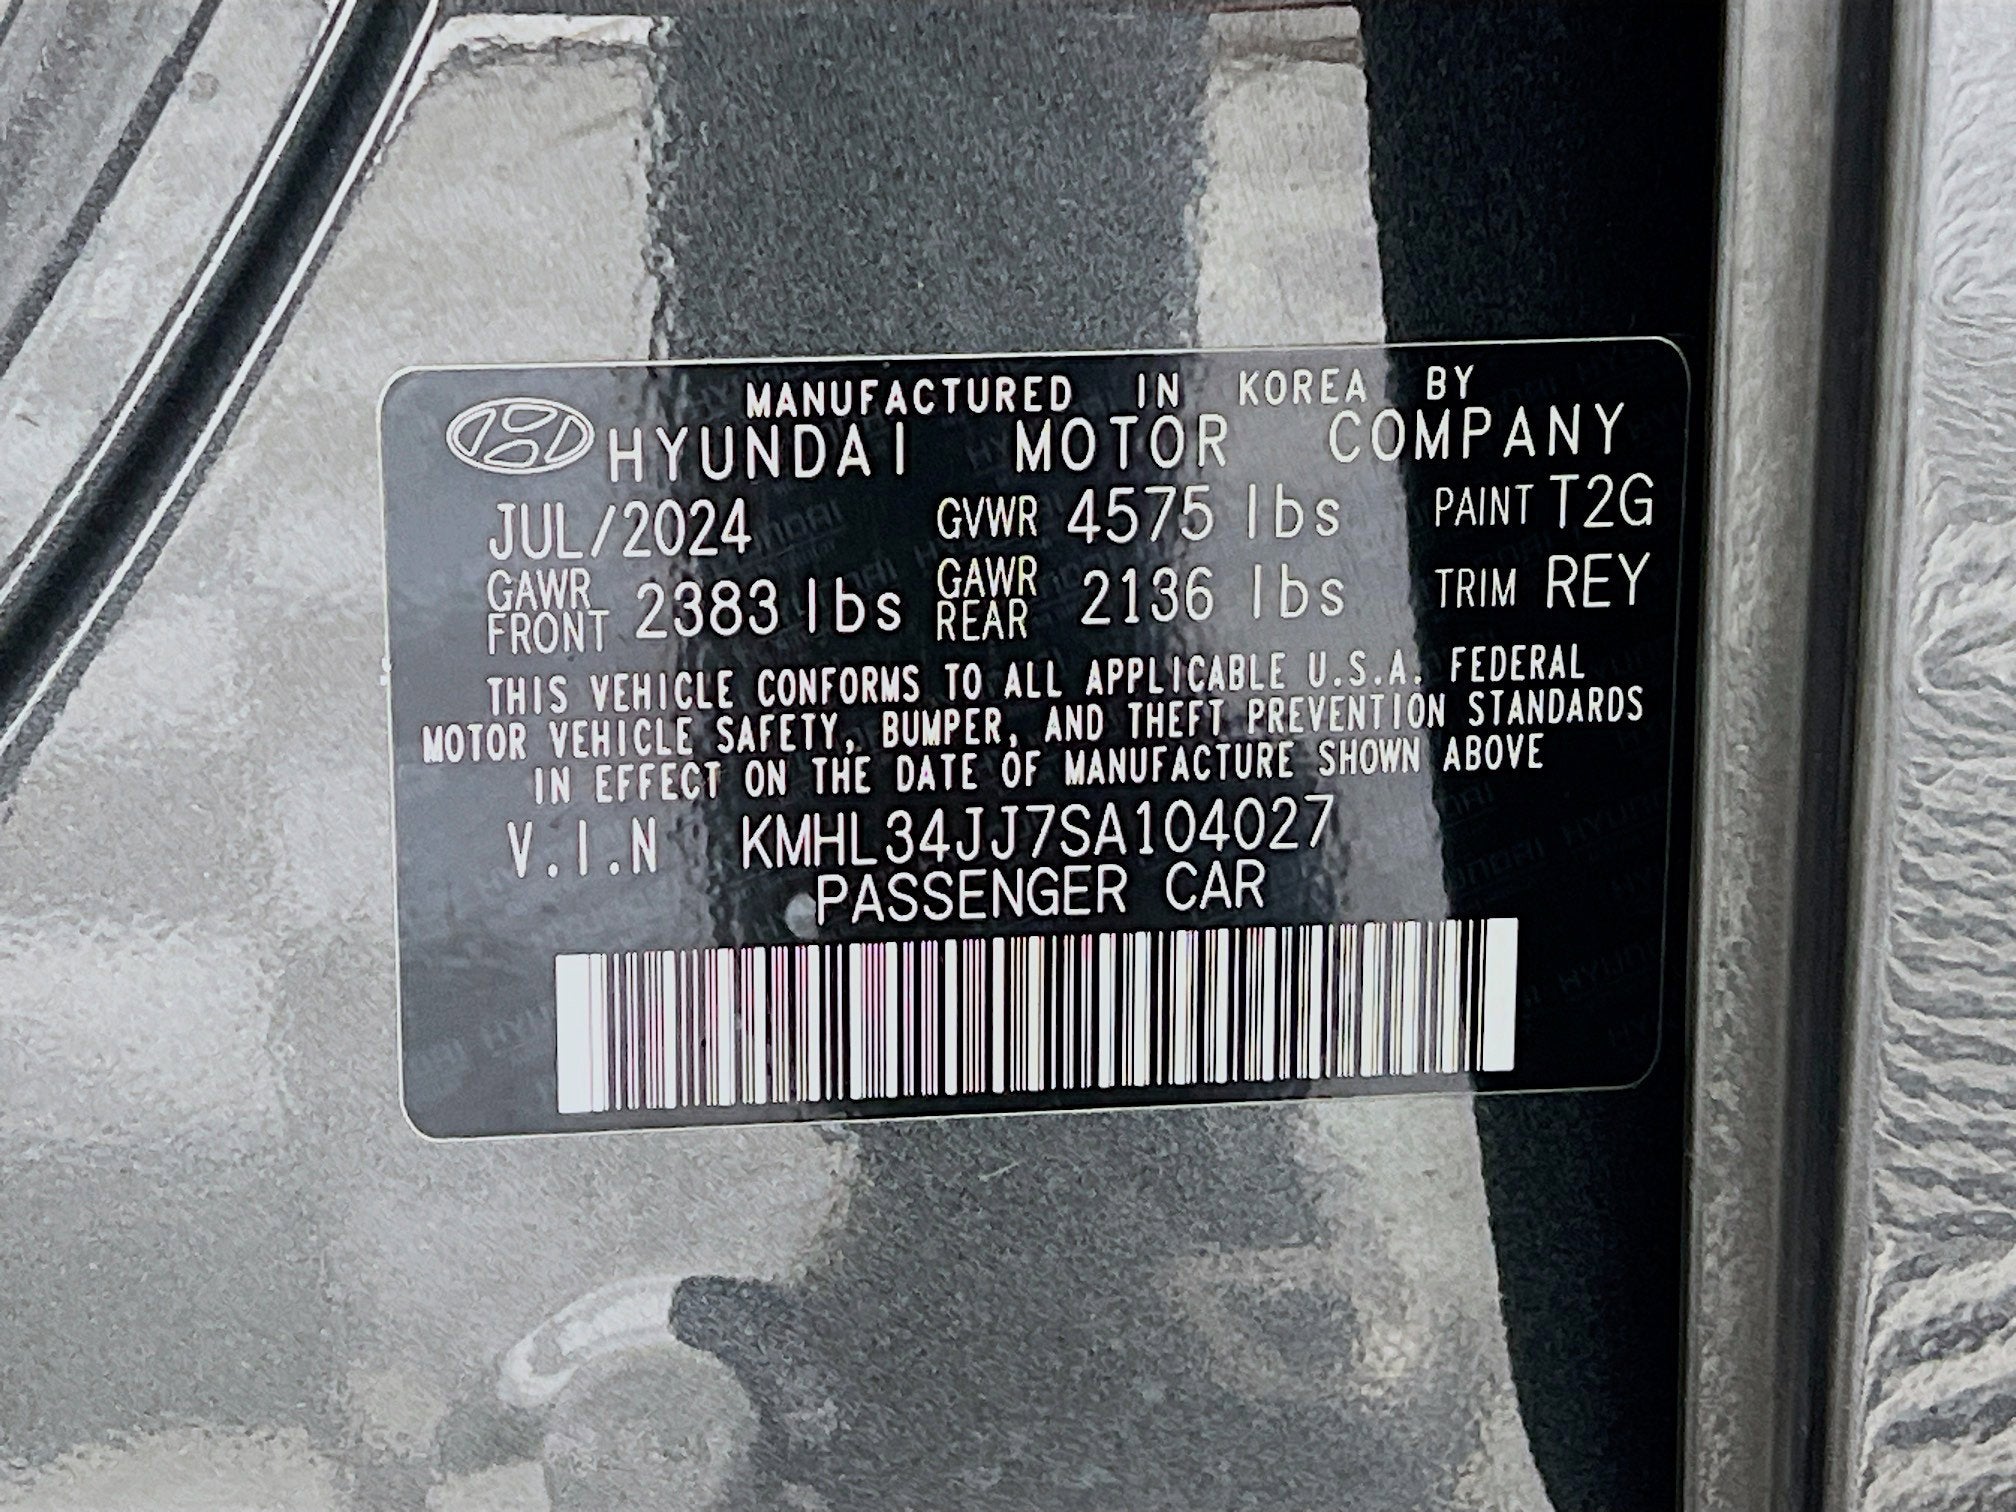 MANUFACTURED IN KOREA BY
HYUNDAI MOTOR COMPANY
JUL/2024 GVWR 4575 lbs PAINT T2G
GAWR FRONT 2383 lbs GAWR REAR 2136 lbs TRIM REY
THIS VEHICLE CONFORMS TO ALL APPLICABLE U.S.A. FEDERAL
MOTOR VEHICLE SAFETY, BUMPER, AND THEFT PREVENTION STANDARDS
IN EFFECT ON THE DATE OF MANUFACTURE SHOWN ABOVE
V.I.N KMHL34JJ7SA104027
PASSENGER CAR